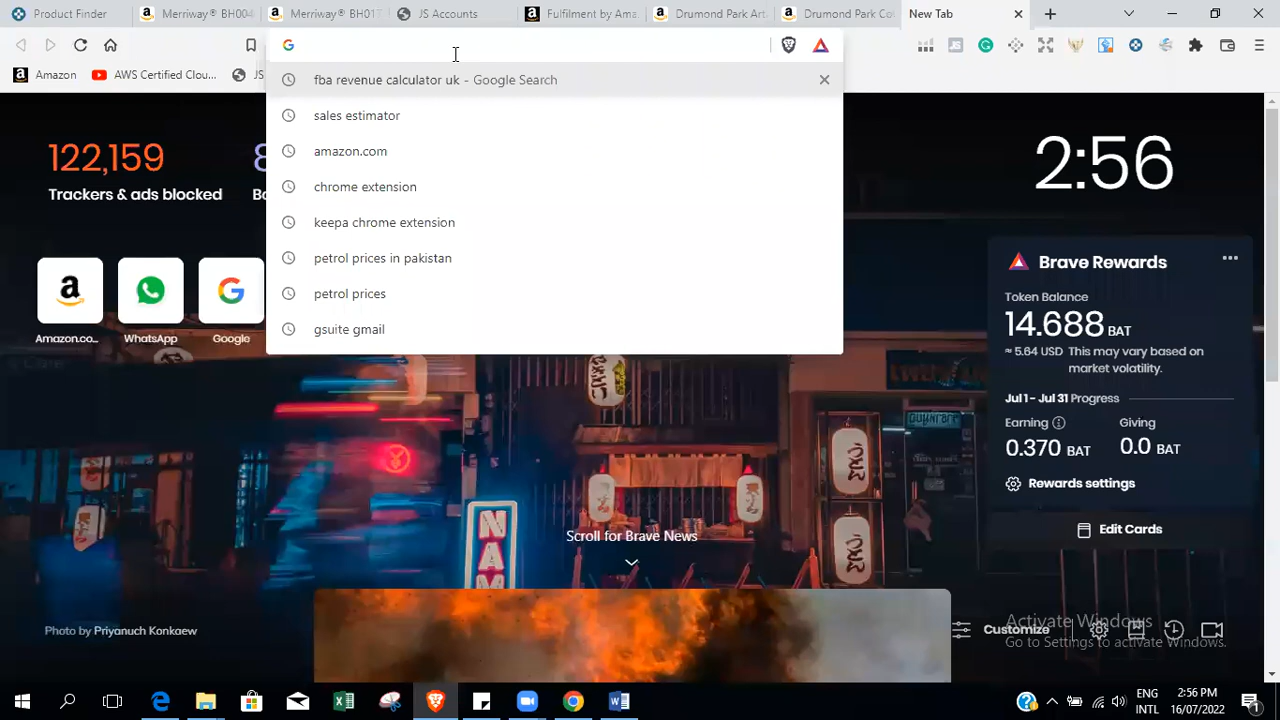 Product Finder
Merriway® BH004
Merriway® BH01T
JS Accounts
Fulfilment by Ama
Drumond Park Art
Drumond Park Co
New Tab
Amazon
AWS Certified Clou...
JS
fba revenue calculator uk - Google Search
sales estimator
amazon.com
chrome extension
keepa chrome extension
petrol prices in pakistan
petrol prices
gsuite gmail
122,159
Trackers & ads blocked
Amazon.co...
WhatsApp
Google
2:56
Brave Rewards
Token Balance
14.688 BAT
≈ 5.64 USD This may vary based on
market volatility.
Jul 1 - Jul 31 Progress
Earning
Giving
0.370 BAT
0.0 BAT
Rewards settings
Edit Cards
NAM
Scroll for Brave News
Photo by Priyanuch Konkaew
Customize
Activate Windows
Go to Settings to activate Windows.
ENG
INTL
2:56 PM
16/07/2022